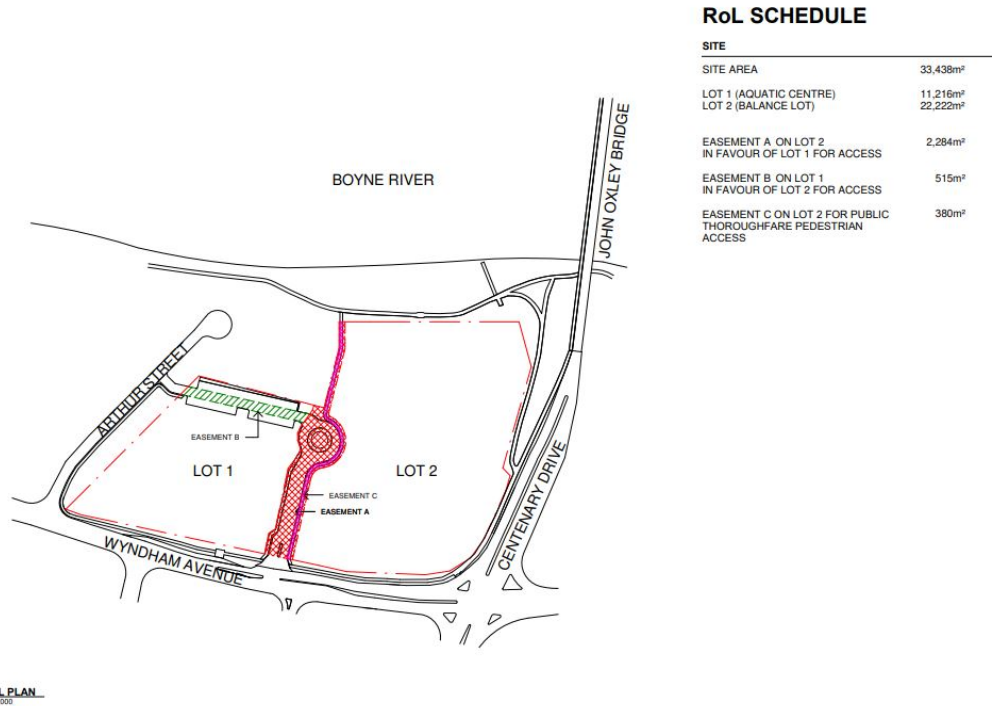 RoL SCHEDULE
SITE
SITE AREA 33,438m²
LOT 1 (AQUATIC CENTRE) 11,216m²
LOT 2 (BALANCE LOT) 22,222m²
EASEMENT A ON LOT 2 2,284m²
IN FAVOUR OF LOT 1 FOR ACCESS
EASEMENT B ON LOT 1 515m²
IN FAVOUR OF LOT 2 FOR ACCESS
EASEMENT C ON LOT 2 FOR PUBLIC 380m²
THOROUGHFARE PEDESTRIAN
ACCESS
BOYNE RIVER
JOHN OXLEY BRIDGE
ARTHUR STREET
EASEMENT B
LOT 1
LOT 2
EASEMENT C
EASEMENT A
CENTENARY DRIVE
WYNDHAM AVENUE
L PLAN
000